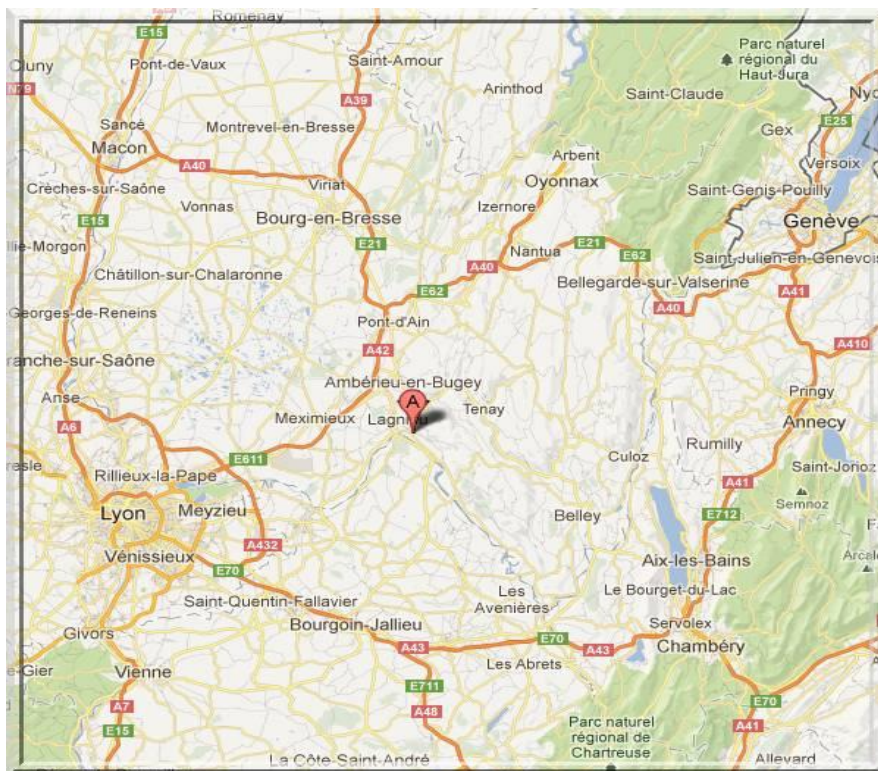 Romenay
E15
Cluny
Pont-de-Vaux
Saint-Amour
Parc naturel
régional du
Haut-Jura
N79
A39
Arinthod
Saint-Claude
Nyo
E25
Sancé
Montrevel-en-Bresse
Gex
Macon
A40
Arbent
Versoix
Crèches-sur-Saône
Viriat
Oyonnax
Saint-Genis-Pouilly
Vonnas
Izernore
E15
Bourg-en-Bresse
Genève
lie-Morgon
E21
Nantua
E21
E62
Saint-Julien-en-Genevois
A40
Châtillon-sur-Chalaronne
E62
Bellegarde-sur-Valserine
A41
A40
Georges-de-Reneins
Pont-d'Ain
A410
A42
ranche-sur-Saône
Ambérieu-en-Bugey
Pringy
Anse
A
Tenay
Meximieux
Annecy
A6
Rumilly
Culoz
E611
Saint-Jorioz
resle
Rillieux-la-Pape
A41
Semnoz
Lyon
Meyzieu
Belley
E712
A432
Vénissieux
Aix-les-Bains
E70
Les
Avenières
Le Bourget-du-Lac
Saint-Quentin-Fallavier
Bourgoin-Jallieu
Servolex
Givors
A43
E70
A43
Chambéry
Vienne
Les Abrets
E711
E70
A7
A48
Parc naturel
régional de
Chartreuse
A41
E15
La Côte-Saint-André
Allevard